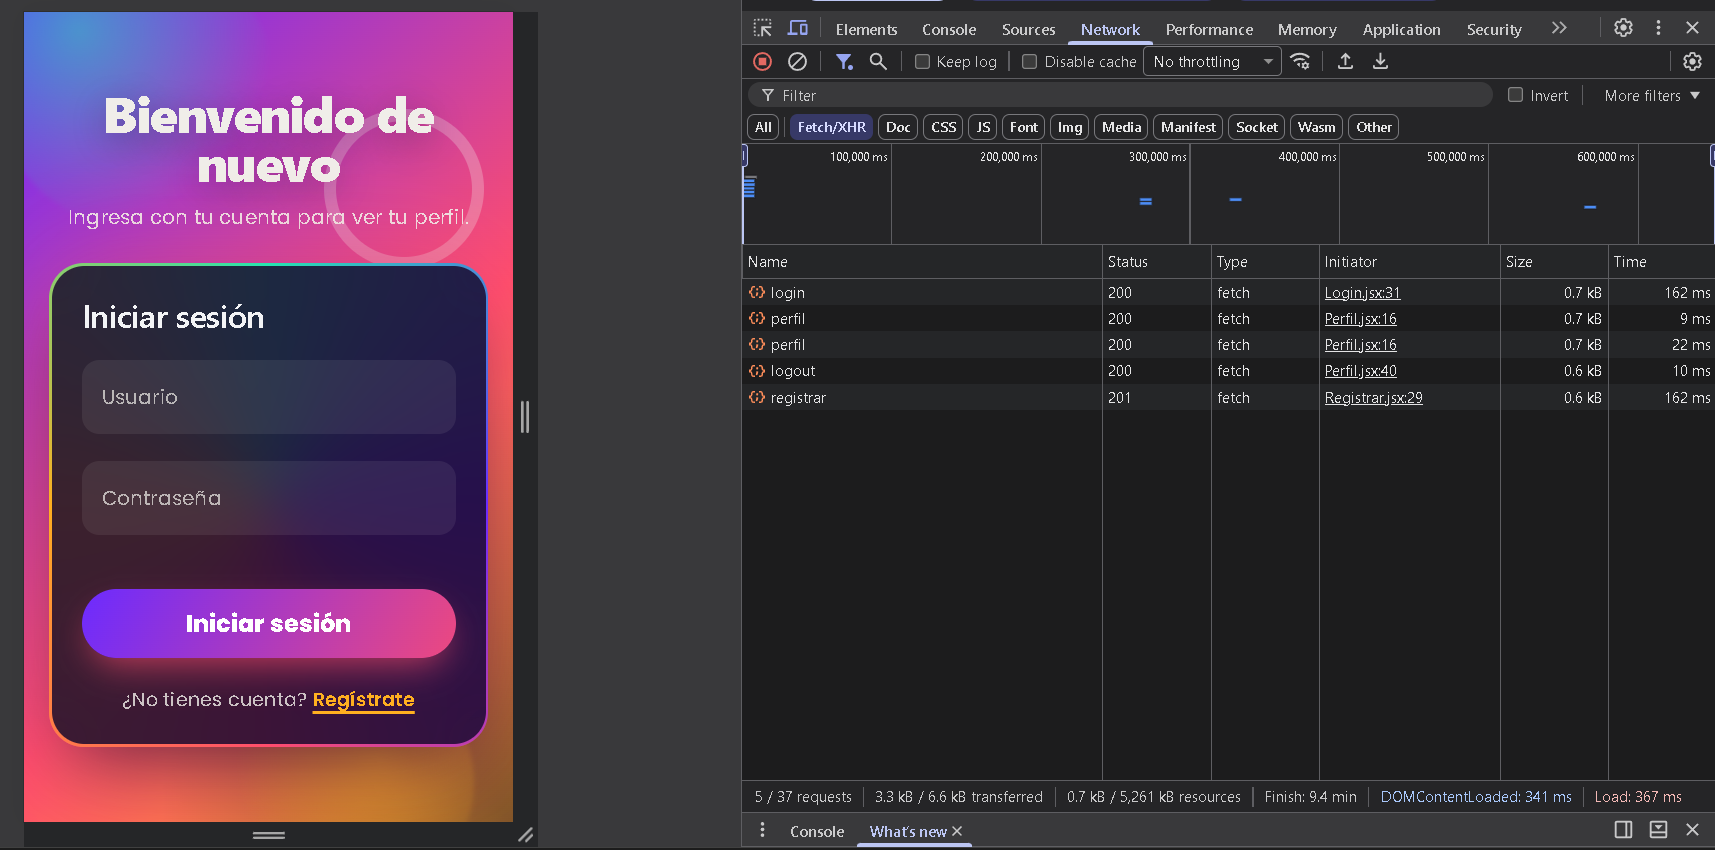 Bienvenido de
nuevo
Ingresa con tu cuenta para ver tu perfil.
Iniciar sesión
Usuario
Contraseña
Iniciar sesión
¿No tienes cuenta? Regístrate
Elements Console Sources Network Performance Memory Application Security
Keep log Disable cache No throttling
Filter Invert More filters
All Fetch/XHR Doc CSS JS Font Img Media Manifest Socket Wasm Other
100,000 ms 200,000 ms 300,000 ms 400,000 ms 500,000 ms 600,000 ms
Name Status Type Initiator Size Time
login 200 fetch Login.jsx:31 0.7 kB 162 ms
perfil 200 fetch Perfil.jsx:16 0.7 kB 9 ms
perfil 200 fetch Perfil.jsx:16 0.7 kB 22 ms
logout 200 fetch Perfil.jsx:40 0.6 kB 10 ms
registrar 201 fetch Registrar.jsx:29 0.6 kB 162 ms
5 / 37 requests 3.3 kB / 6.6 kB transferred 0.7 kB / 5,261 kB resources Finish: 9.4 min DOMContentLoaded: 341 ms Load: 367 ms
Console What's new